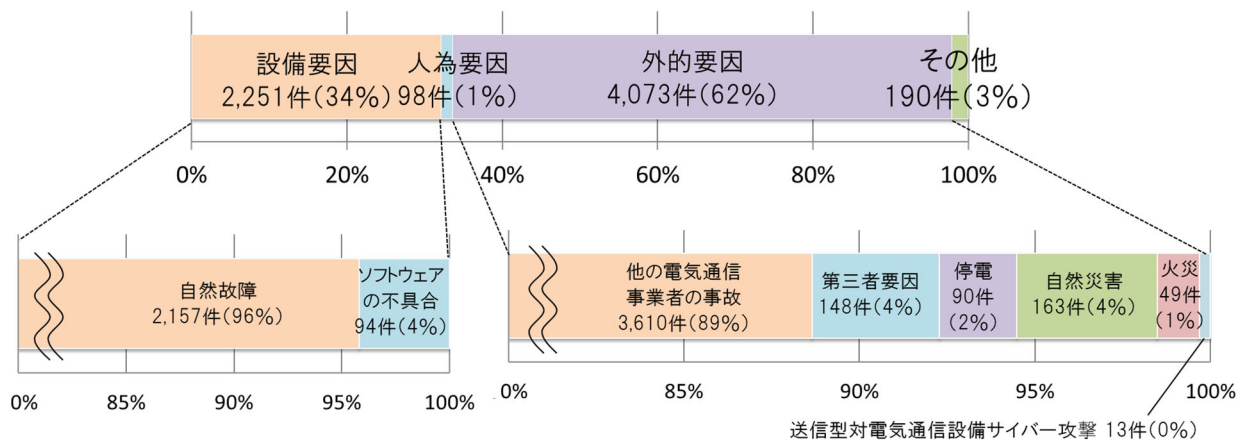 設備要因
2,251件(34%)
人為要因
98件(1%)
外的要因
4,073件(62%)
その他
190件(3%)
0%
20%
40%
60%
80%
100%
自然故障
2,157件(96%)
ソフトウェア
の不具合
94件(4%)
0%
85%
90%
95%
100%
他の電気通信
事業者の事故
3,610件(89%)
第三者要因
148件(4%)
停電
90件
(2%)
自然災害
163件(4%)
火災
49件
(1%)
0%
85%
90%
95%
100%
送信型対電気通信設備サイバー攻撃 13件(0%)